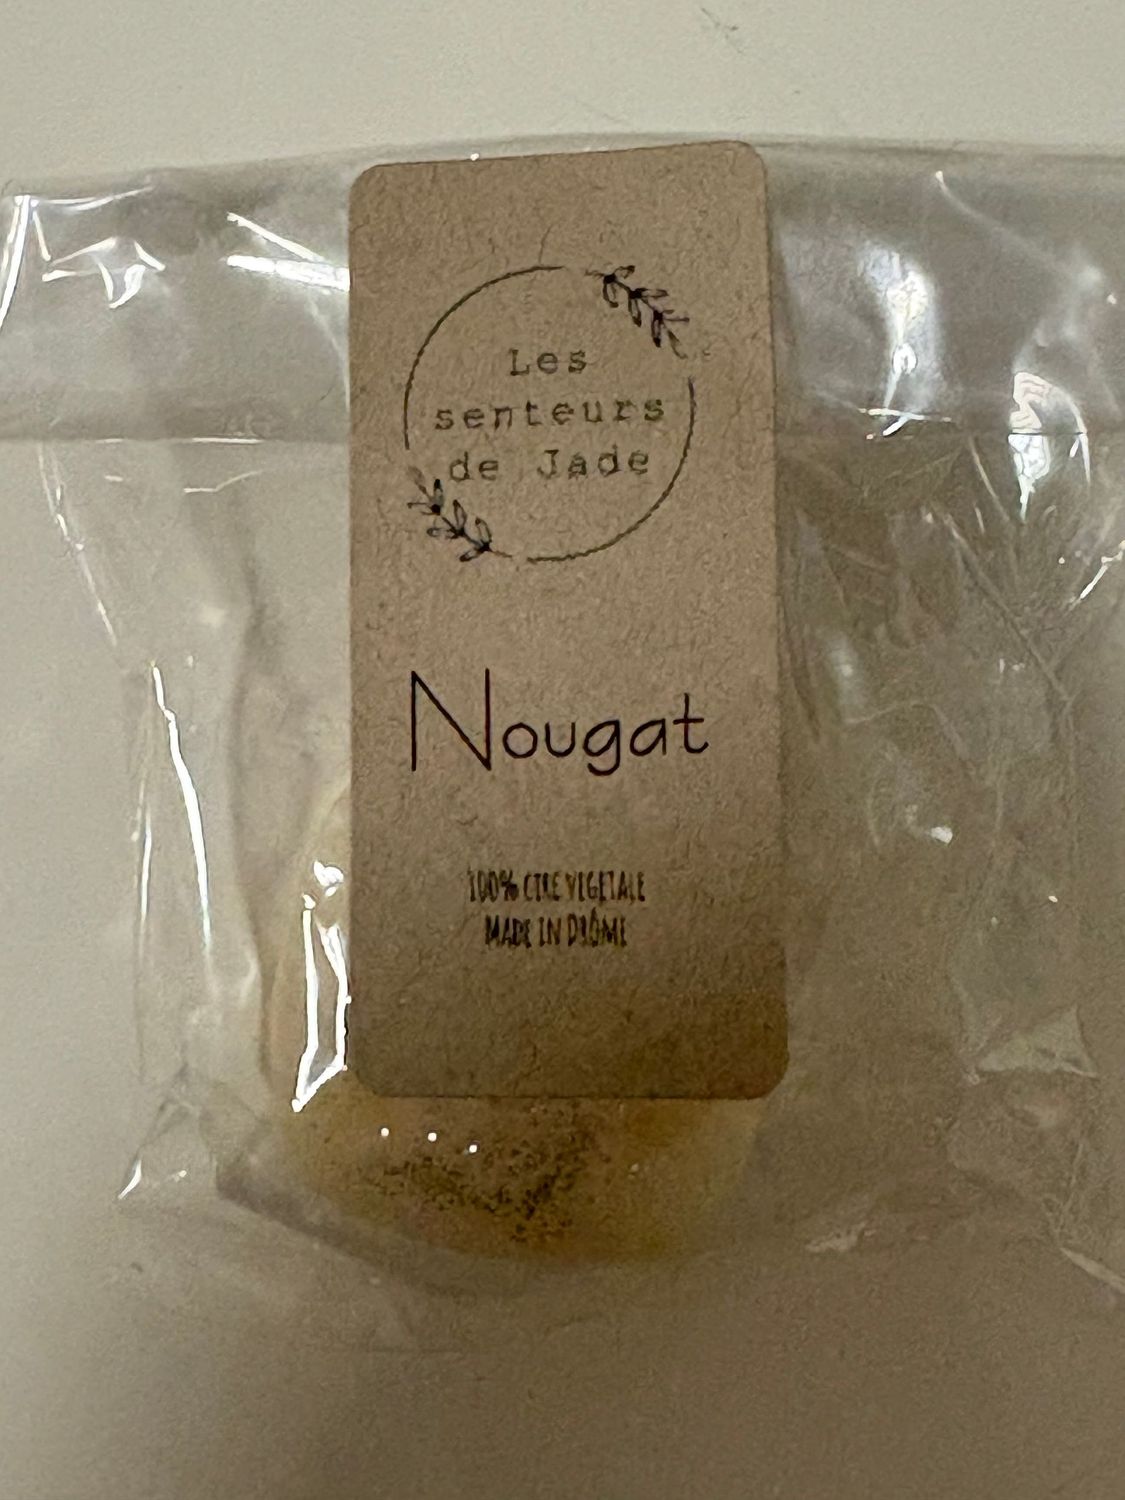 Les
senteurs
de Jade
Nougat
100% CIRE VEGETALE
MADE IN DRÔME